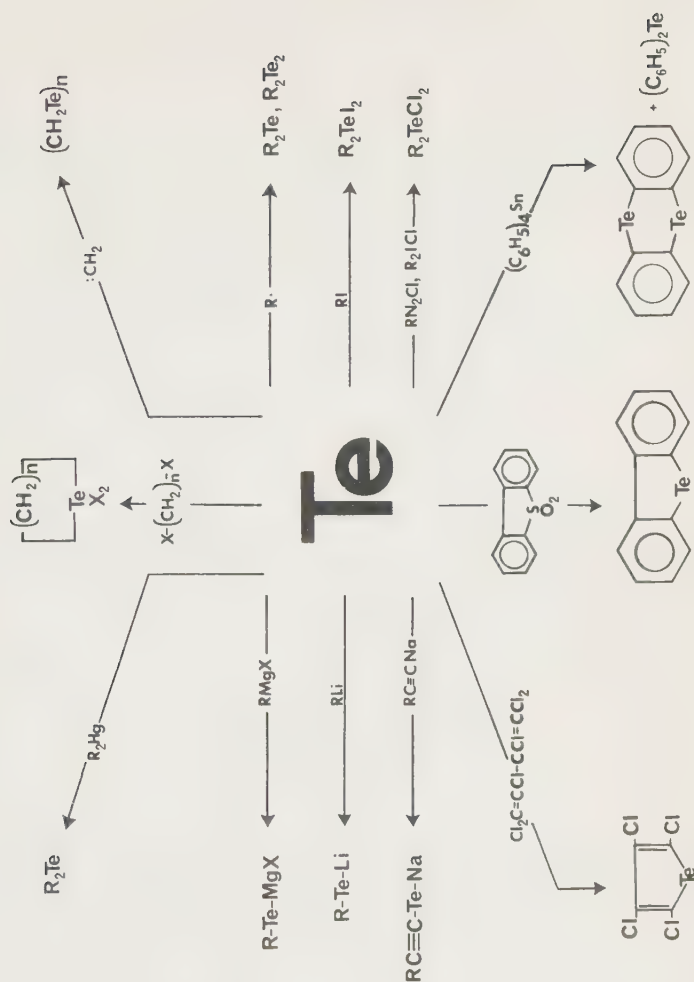 R₂Te
R₂Hg
(CH₂)n
Te
X₂
X-(CH₂)n-X
(CH₂Te)n
:CH₂
R-Te-MgX
RMgX
R·
R₂Te, R₂Te₂
R-Te-Li
RLi
Te
RI
R₂TeI₂
RC≡C-Te-Na
RC≡CNa
RN₂Cl, R₂ICl
R₂TeCl₂
Cl₂C=CCl-CCl=CCl₂
S
O₂
(C₆H₅)₄Sn
Cl
Cl
Cl
Cl
Te
Te
Te
Te
+ (C₆H₅)₂Te